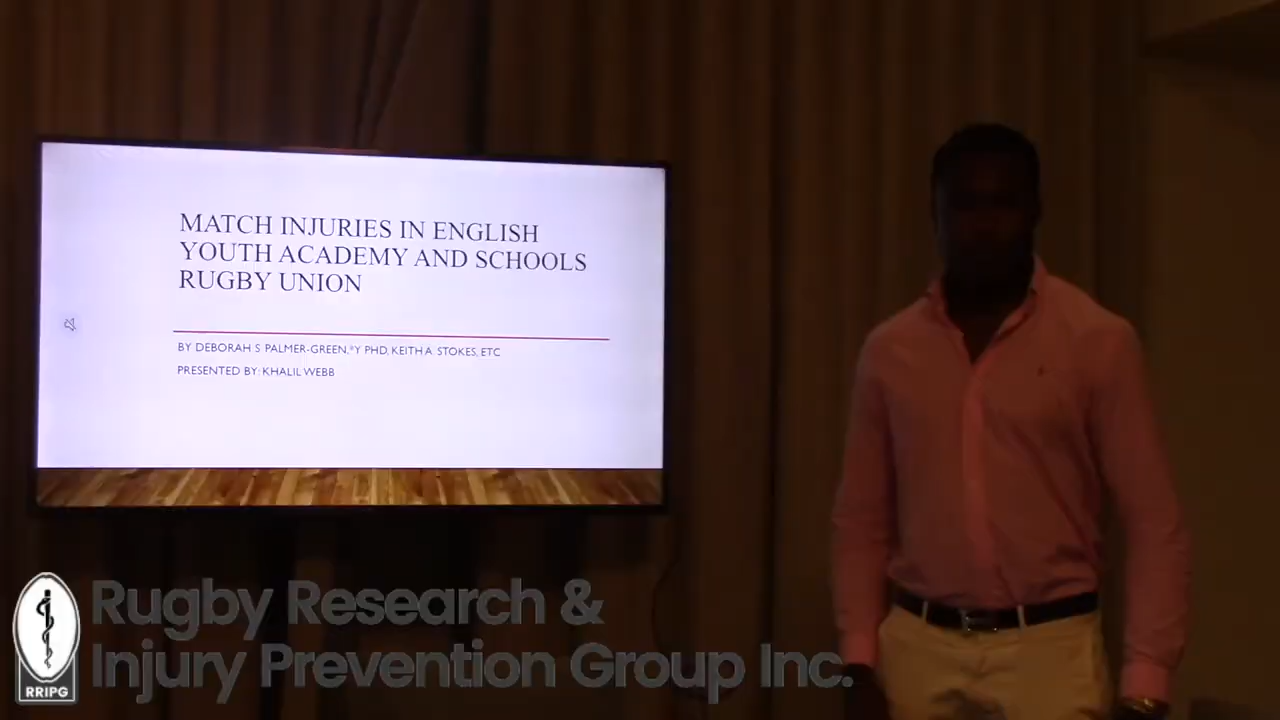 MATCH INJURIES IN ENGLISH
YOUTH ACADEMY AND SCHOOLS
RUGBY UNION
BY DEBORAH S PALMER-GREEN,*Y PHD, KEITH A STOKES, ETC
PRESENTED BY: KHALIL WEBB
Rugby Research &
Injury Prevention Group Inc.
RRIPG